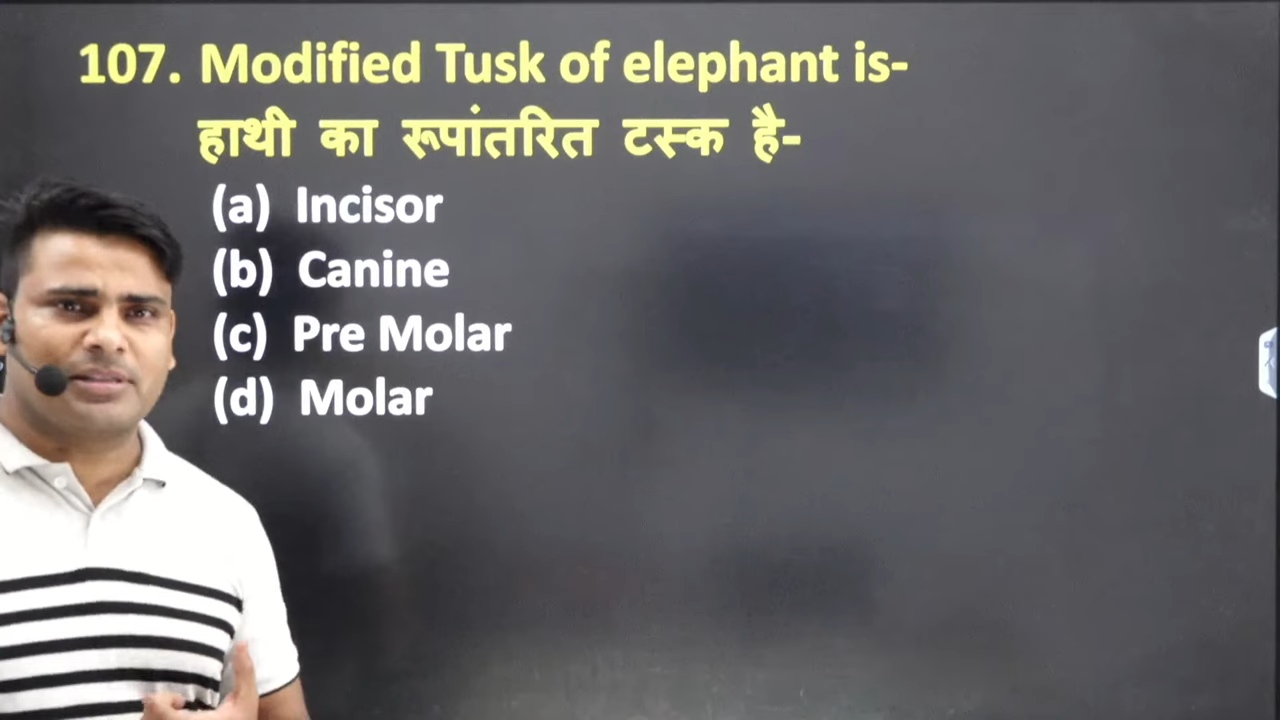 107. Modified Tusk of elephant is-
हाथी का रूपांतरित टस्क है-
(a) Incisor
(b) Canine
(c) Pre Molar
(d) Molar